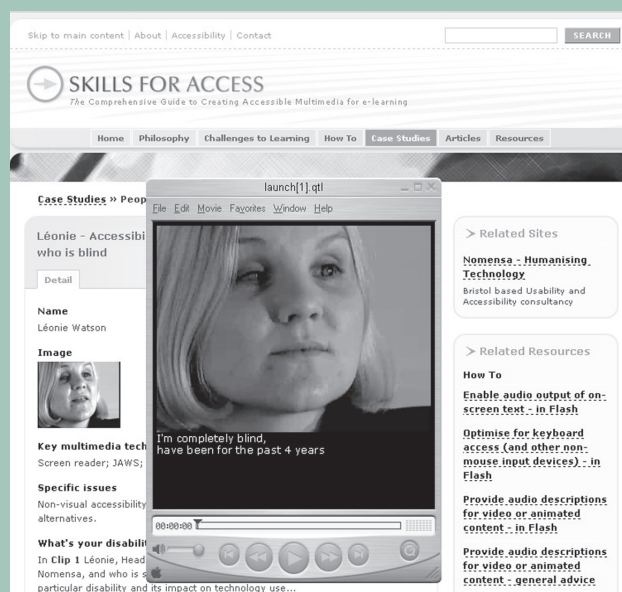 Skip to main content | About | Accessibility | Contact
SEARCH
SKILLS FOR ACCESS
The Comprehensive Guide to Creating Accessible Multimedia for e-learning
Home Philosophy Challenges to Learning How To Case Studies Articles Resources
Case Studies »
launch[1].qtl
File Edit Movie Favorites Window Help
Léonie -
who is blind
Detail
Name
Léonie Watson
Image
Key multimedia
Screen reader; JAWS;
Specific issues
Non-visual accessibility
alternatives.
What's your
In Clip 1 Léonie, Head
Nomensa, and who is
particular disability and its impact on technology use...
I'm completely blind,
have been for the past 4 years
00:00:00
> Related Sites
Nomensa - Humanising
Technology
Bristol based Usability and
Accessibility consultancy
> Related Resources
How To
Enable audio output of on-
screen text - in Flash
Optimise for keyboard
access (and other non-
mouse input devices) - in
Flash
Provide audio descriptions
for video or animated
content - in Flash
Provide audio descriptions
for video or animated
content - general advice